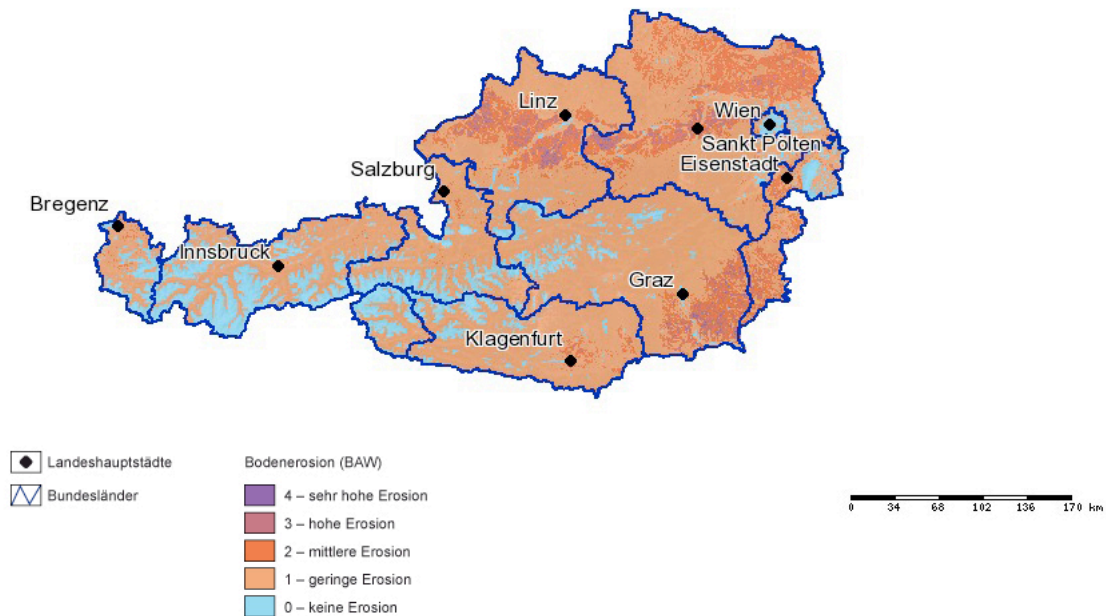 Linz
Wien
Sankt Pölten
Eisenstadt
Salzburg
Bregenz
Innsbruck
Graz
Klagenfurt
Landeshauptstädte
Bundesländer
Bodenerosion (BAW)
4 – sehr hohe Erosion
3 – hohe Erosion
2 – mittlere Erosion
1 – geringe Erosion
0 – keine Erosion
0 34 68 102 136 170 km